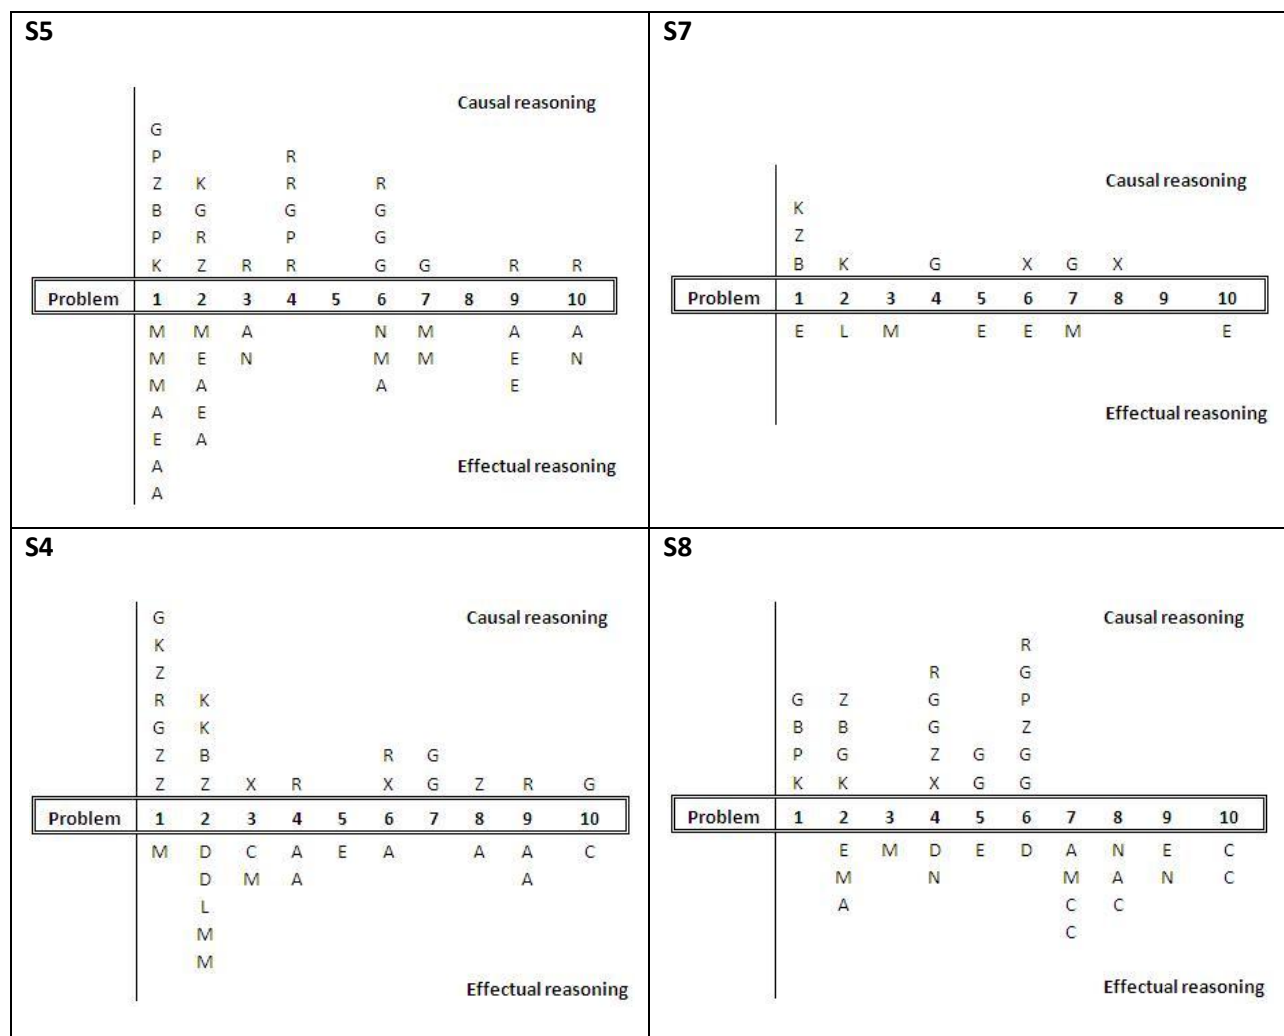 S5
Causal reasoning
G
P R
Z K R R
B G G G
P R P G
K Z R R G G R R
Problem 1 2 3 4 5 6 7 8 9 10
M M A N M A A
M E N M M E N
M A A E
A E
E A
A
A
Effectual reasoning
S7
Causal reasoning
K
Z
B K G X G X
Problem 1 2 3 4 5 6 7 8 9 10
E L M E E M E
Effectual reasoning
S4
Causal reasoning
G
K
Z
R K
G K
Z B R G
Z Z X R X G Z R G
Problem 1 2 3 4 5 6 7 8 9 10
M D C A E A A A C
D M A A
L
M
M
Effectual reasoning
S8
Causal reasoning
R
R G
G Z G P
B B G Z
P G Z G G
K K X G G
Problem 1 2 3 4 5 6 7 8 9 10
E M D E D A N E C
M N M A N C
A C C
C
Effectual reasoning